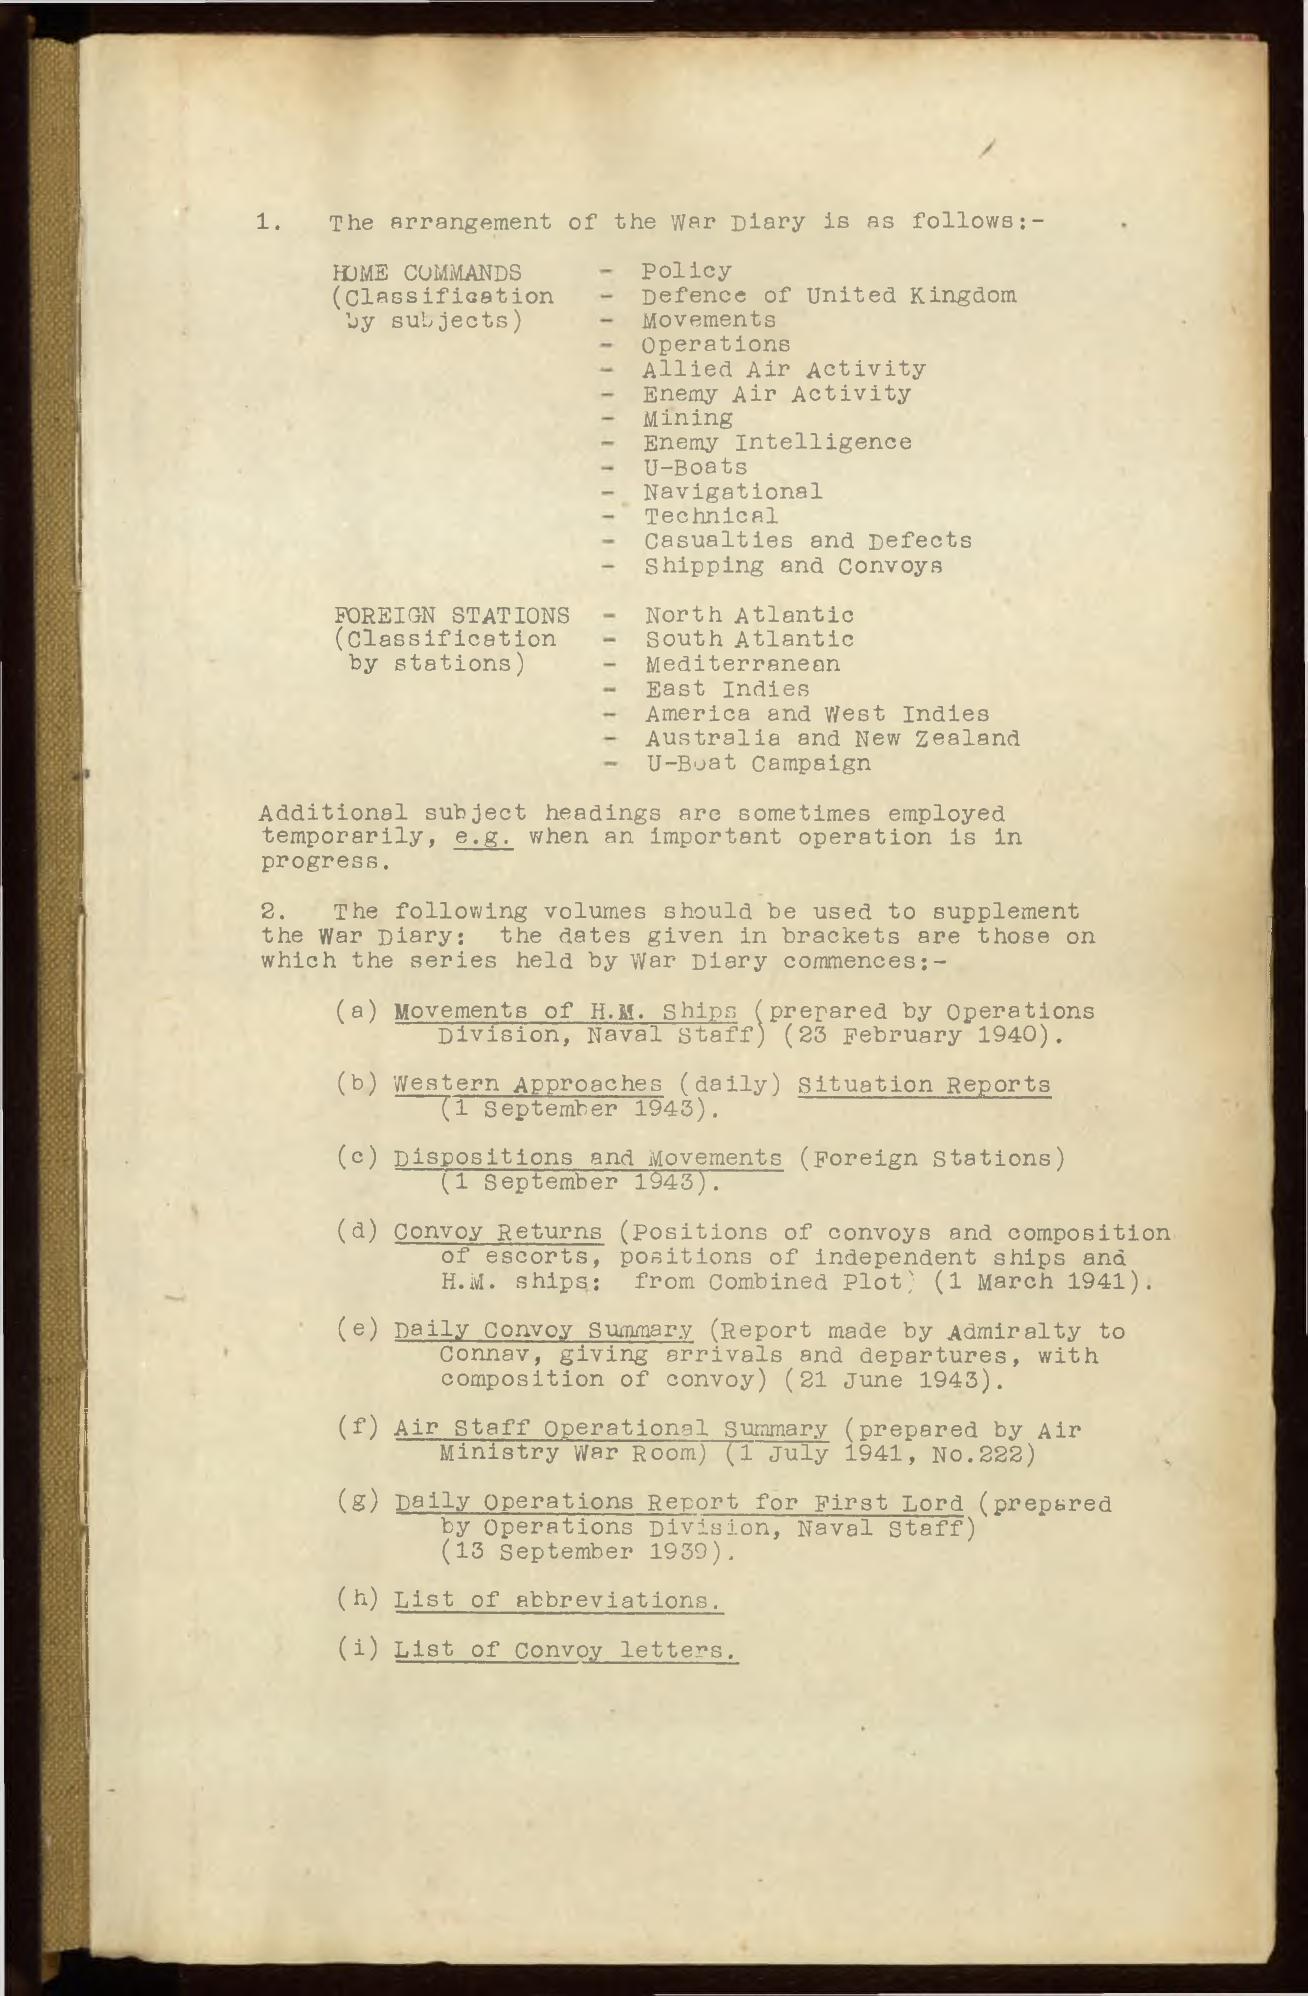 1. The arrangement of the War Diary is as follows:-
HOME COMMANDS - Policy
(Classification - Defence of United Kingdom
by subjects) - Movements
- Operations
- Allied Air Activity
- Enemy Air Activity
- Mining
- Enemy Intelligence
- U-Boats
- Navigational
- Technical
- Casualties and Defects
- Shipping and Convoys
FOREIGN STATIONS - North Atlantic
(Classification - South Atlantic
by stations) - Mediterranean
- East Indies
- America and West Indies
- Australia and New Zealand
- U-Boat Campaign
Additional subject headings are sometimes employed
temporarily, e.g. when an important operation is in
progress.
2. The following volumes should be used to supplement
the War Diary: the dates given in brackets are those on
which the series held by War Diary commences:-
(a) Movements of H.M. Ships (prepared by Operations
Division, Naval Staff) (23 February 1940).
(b) Western Approaches (daily) Situation Reports
(1 September 1943).
(c) Dispositions and Movements (Foreign Stations)
(1 September 1943).
(d) Convoy Returns (Positions of convoys and composition
of escorts, positions of independent ships and
H.M. ships: from Combined Plot) (1 March 1941).
(e) Daily Convoy Summary (Report made by Admiralty to
Connav, giving arrivals and departures, with
composition of convoy) (21 June 1943).
(f) Air Staff Operational Summary (prepared by Air
Ministry War Room) (1 July 1941, No.222)
(g) Daily Operations Report for First Lord (prepared
by Operations Division, Naval Staff)
(13 September 1939).
(h) List of abbreviations.
(i) List of Convoy letters.